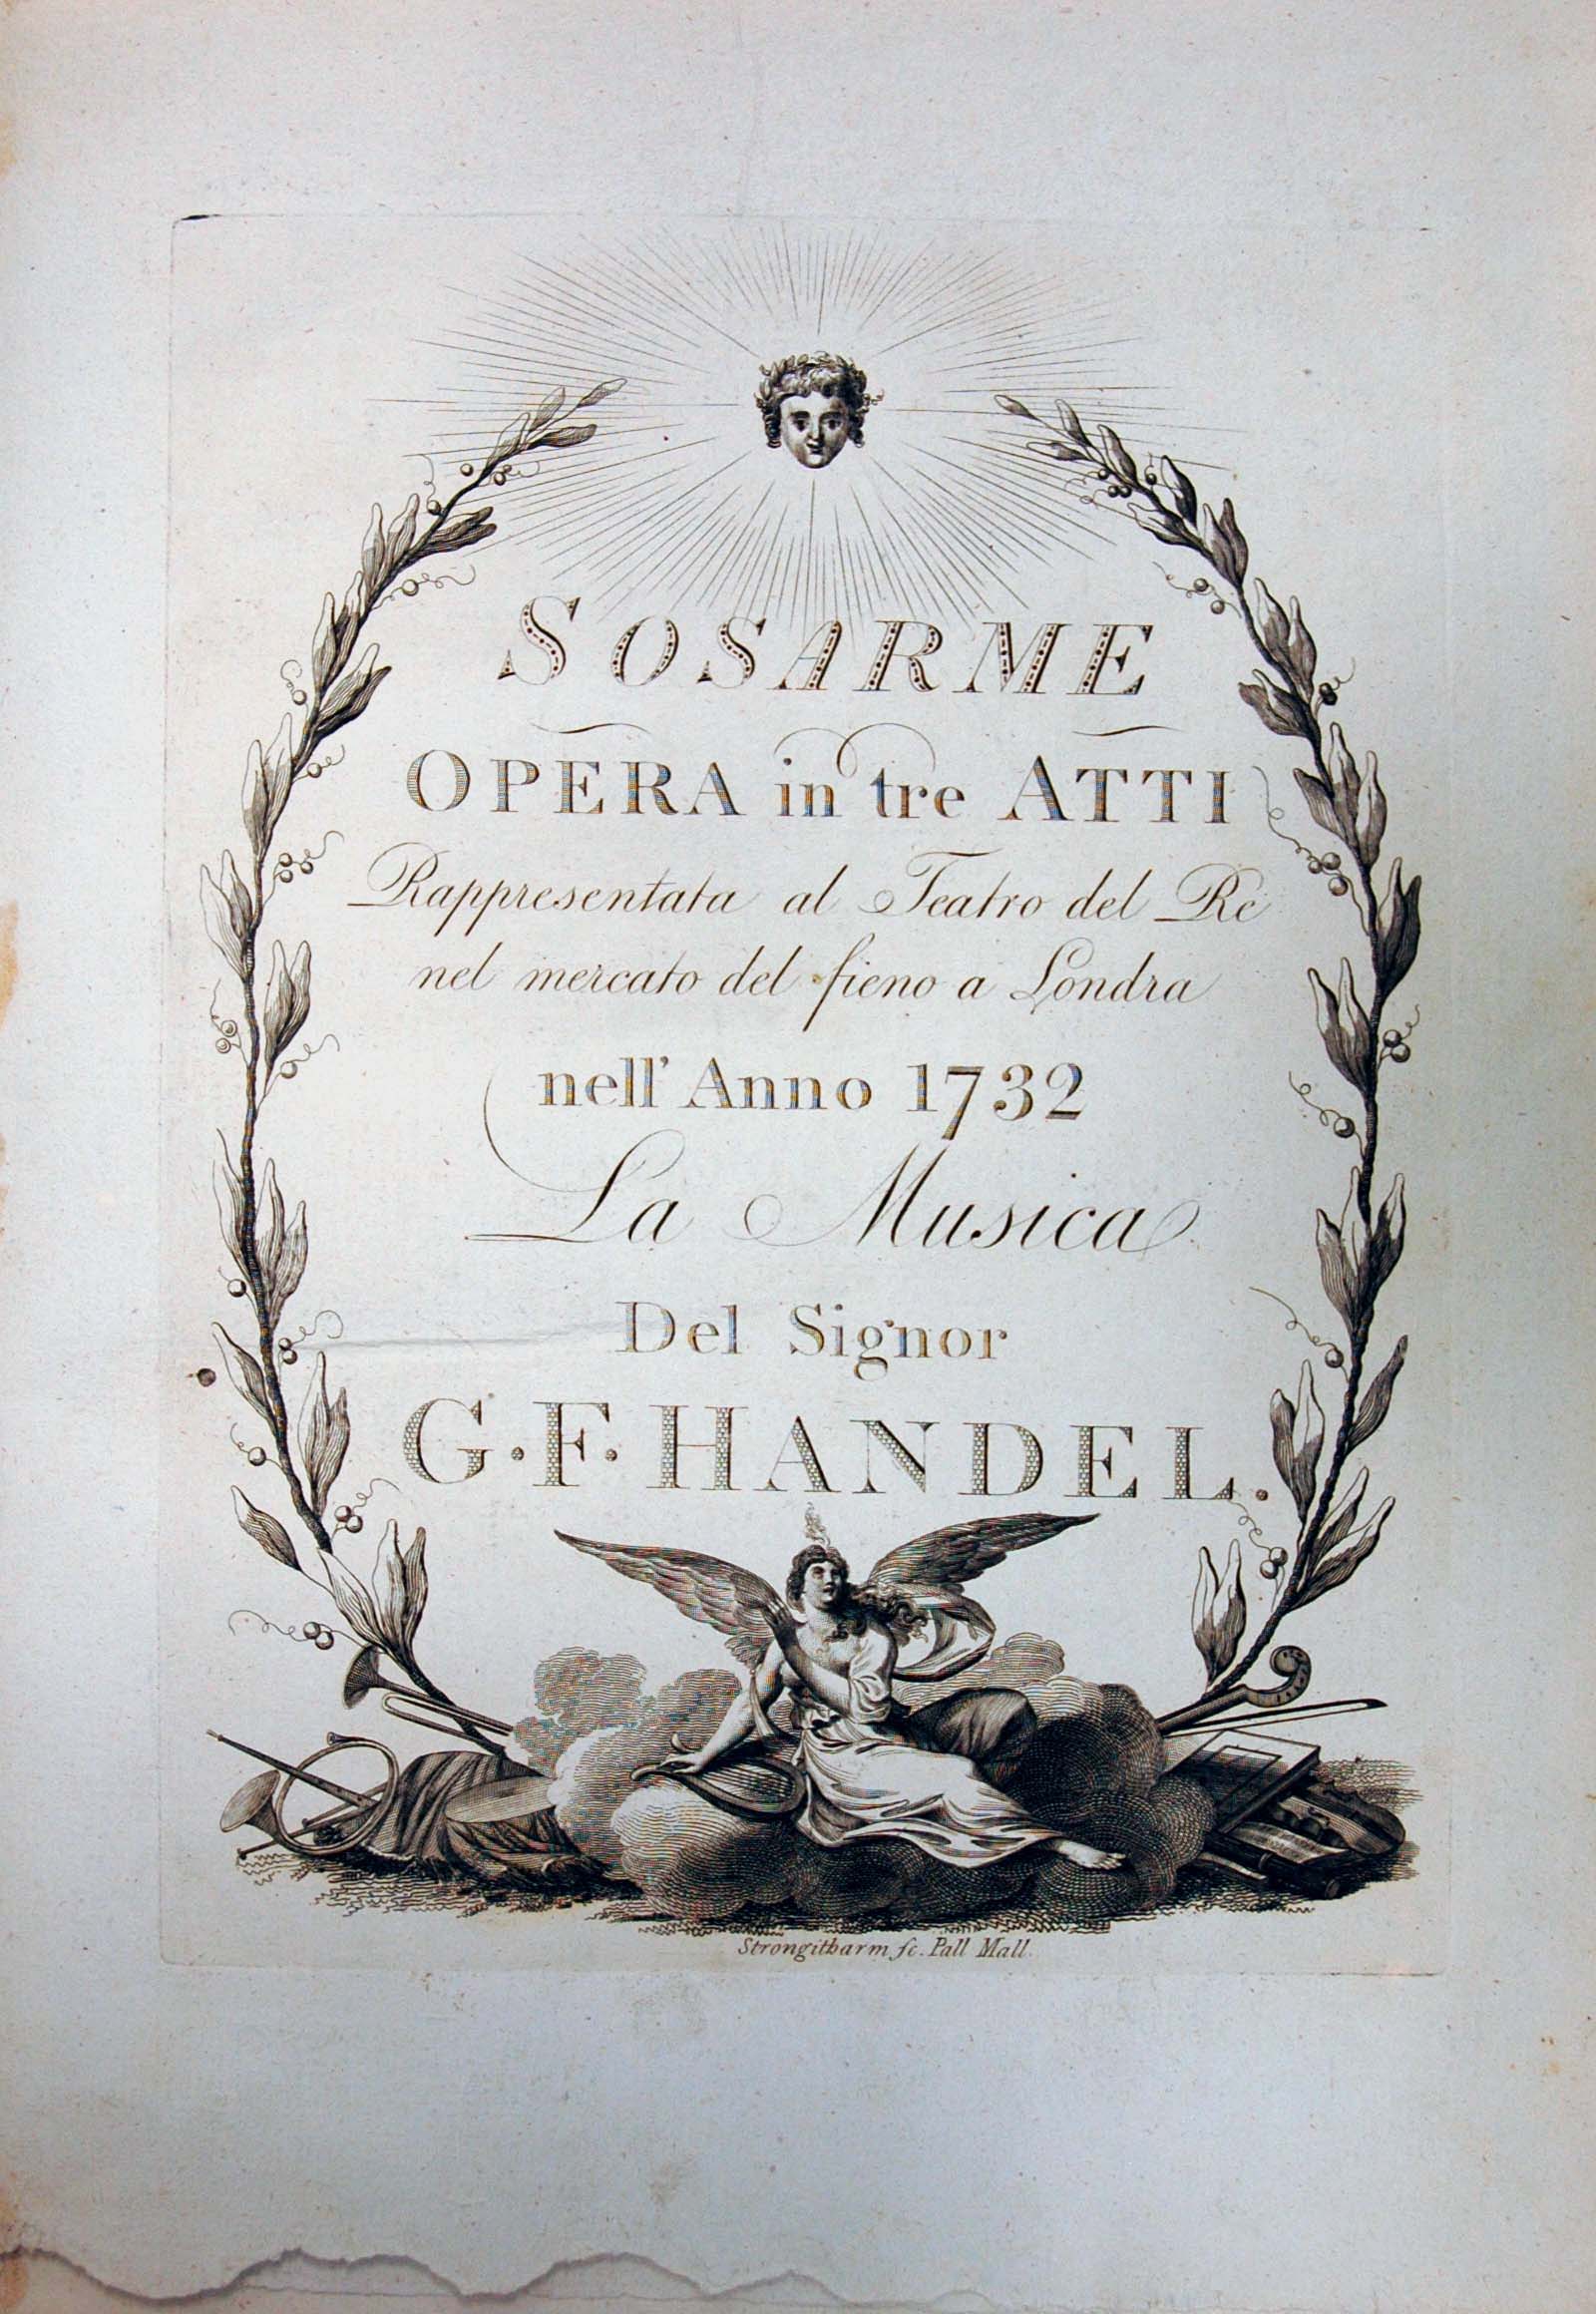 SOSARME
OPERA in tre ATTI
Rappresentata al Teatro del Re
nel mercato del fieno a Londra
nell' Anno 1732
La Musica
Del Signor
G. F. HANDEL.
Strongitharm sc. Pall Mall